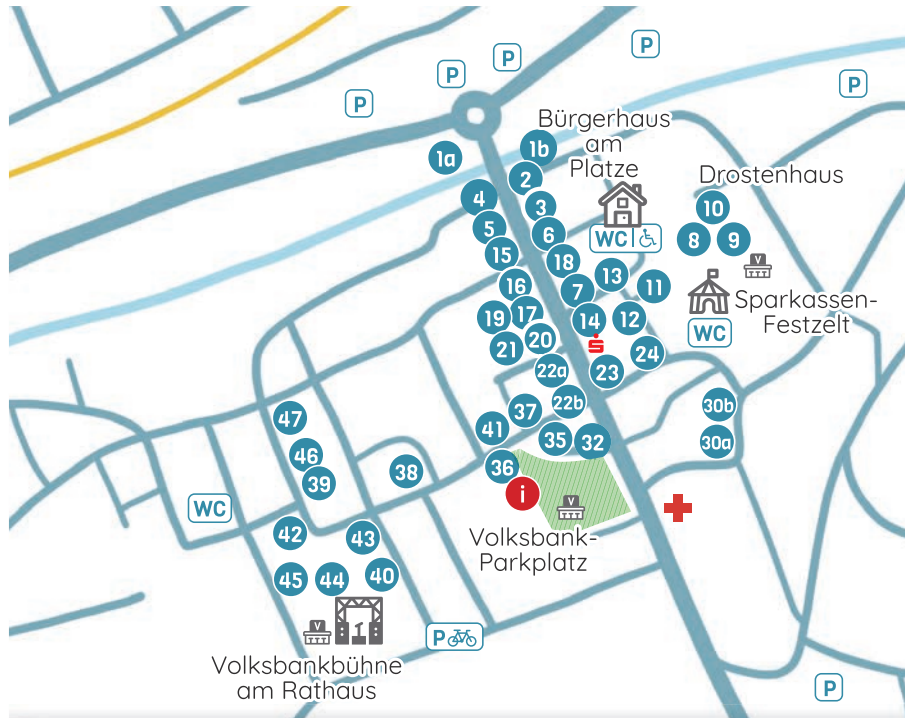 P
P
P
P
P
Bürgerhaus
am
Platze
1a
1b
2
Drostenhaus
4
3
10
5
6
WC
8
9
15
18
13
V
16
7
11
Sparkassen-
Festzelt
19
17
14
12
WC
21
20
S
24
22a
23
47
37
22b
30b
41
35
32
30a
46
39
38
36
i
WC
V
Volksbank-
Parkplatz
42
43
45
44
40
V
P
Volksbankbühne
am Rathaus
P